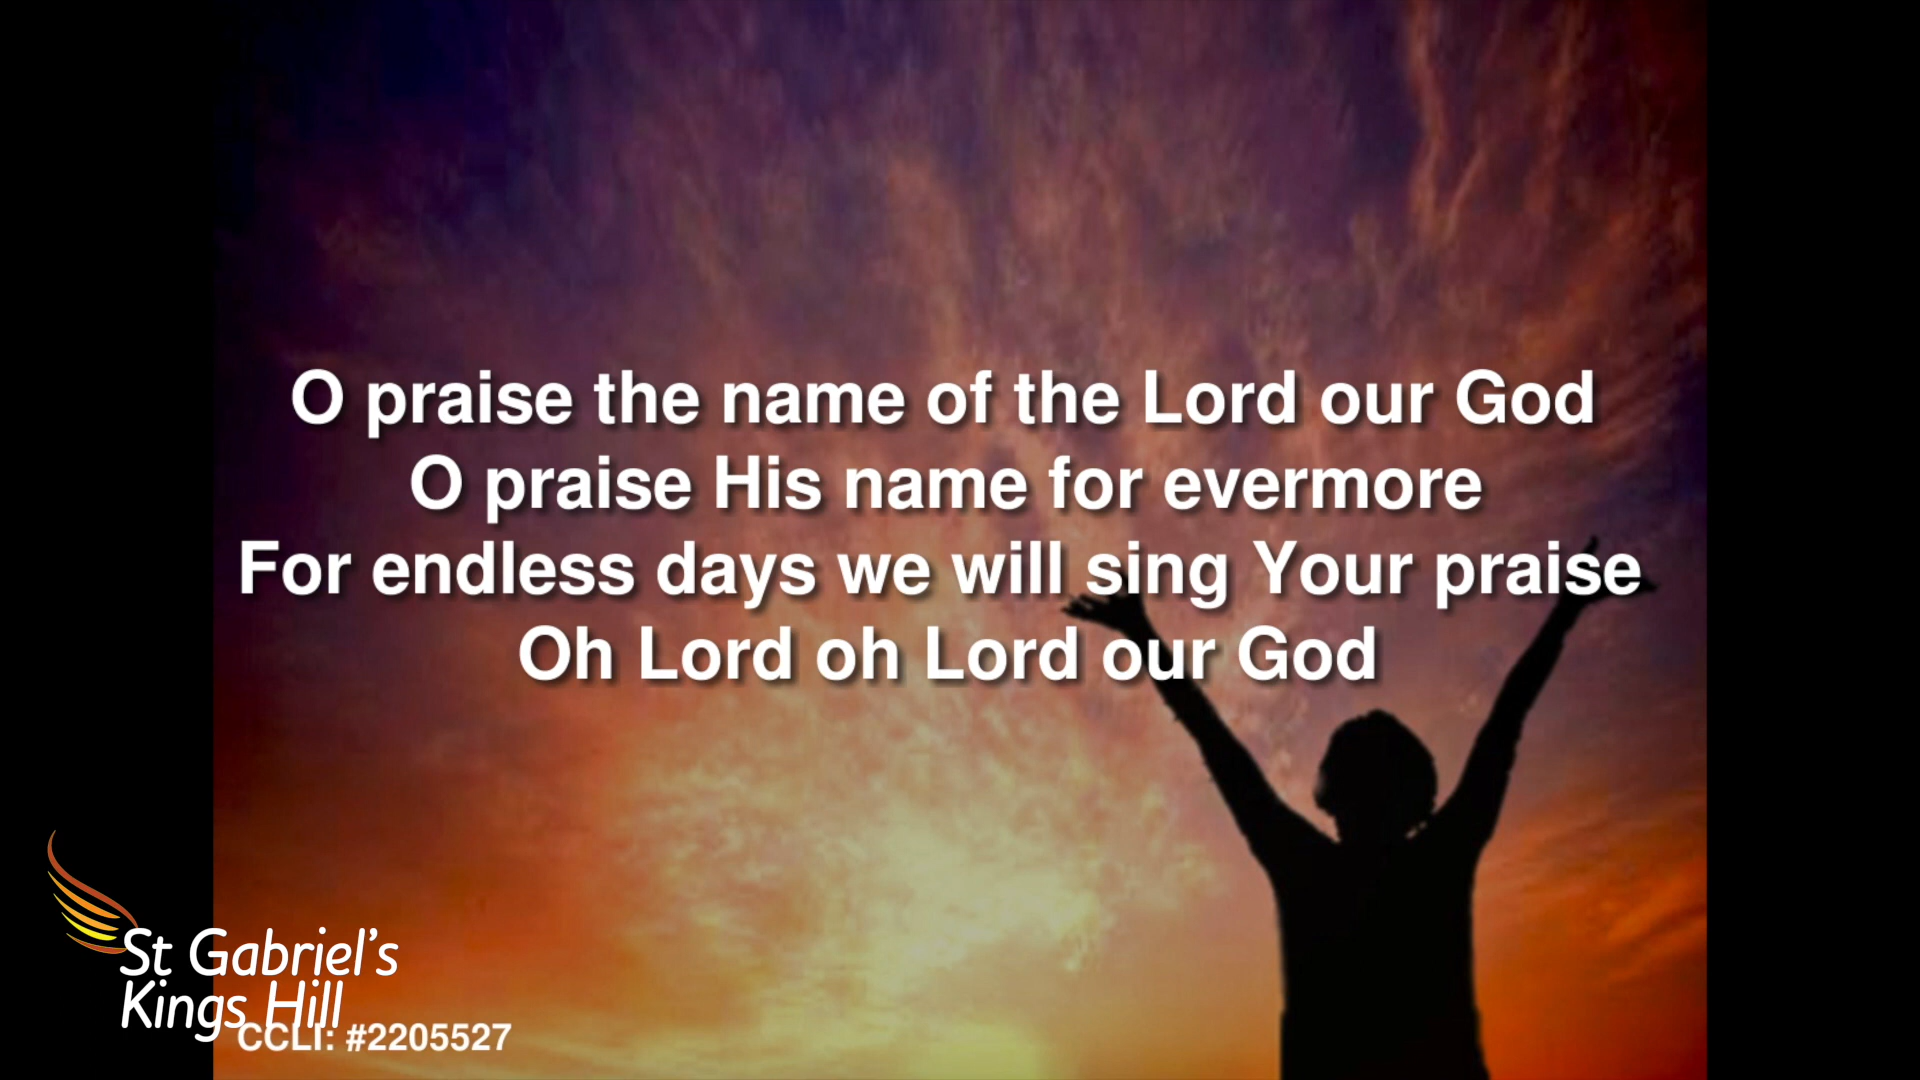 O praise the name of the Lord our God
O praise His name for evermore
For endless days we will sing Your praise
Oh Lord oh Lord our God
St Gabriel's
Kings Hill
CCLI: #2205527